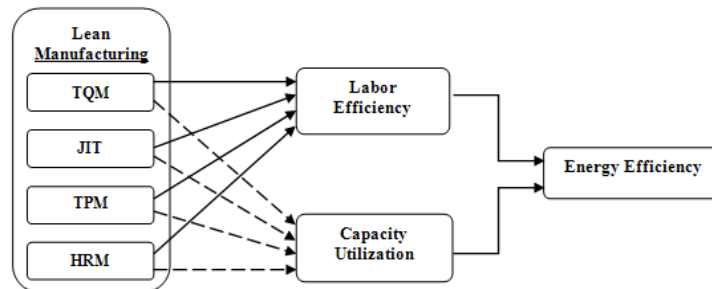 Lean
Manufacturing
TQM
JIT
TPM
HRM
Labor
Efficiency
Capacity
Utilization
Energy Efficiency